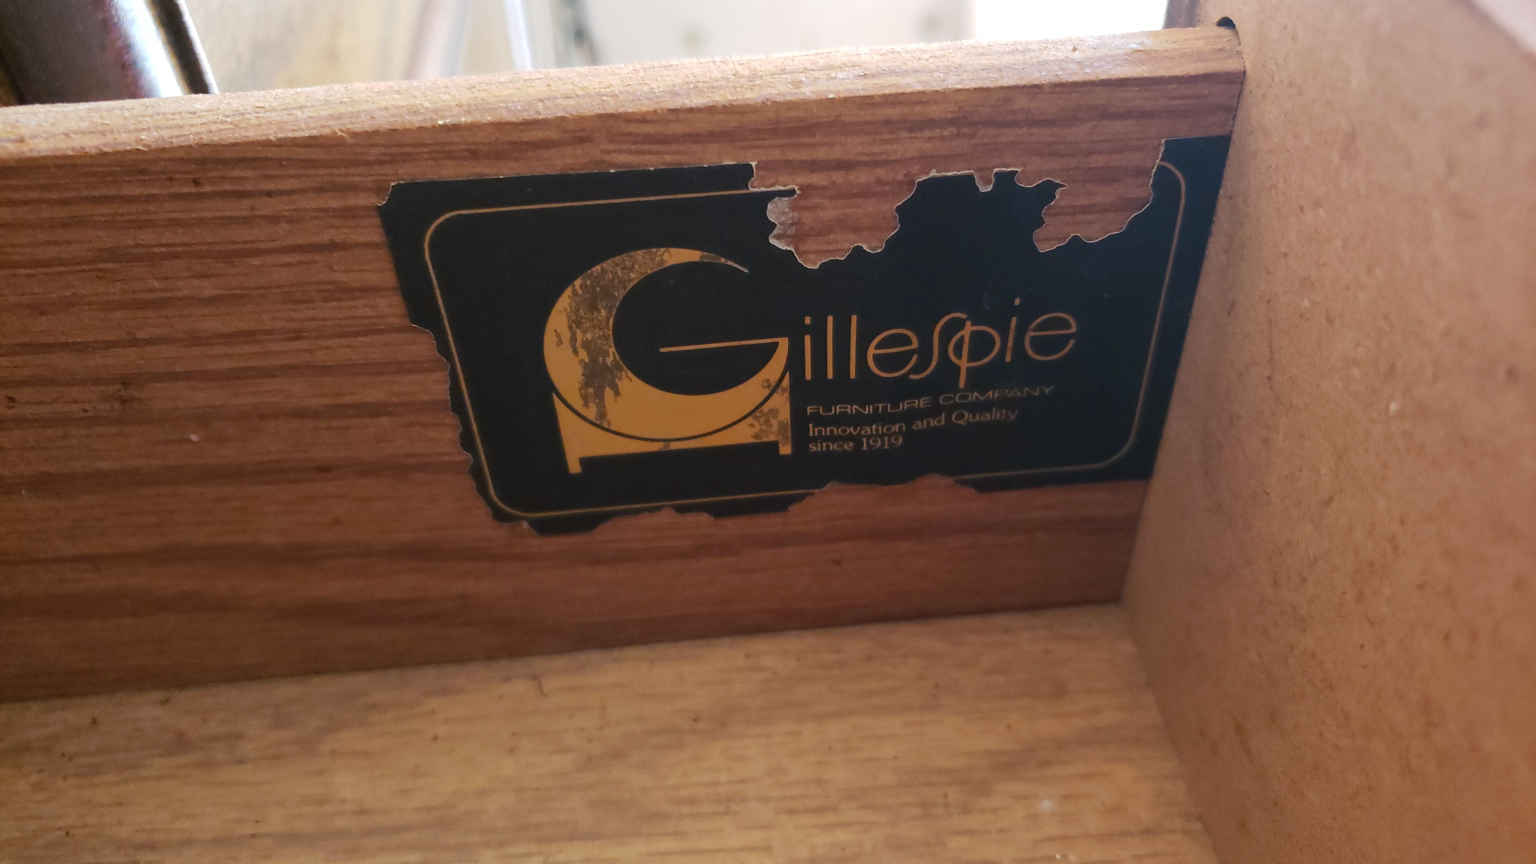 Gillespie
FURNITURE COMPANY
Innovation and Quality
since 1919